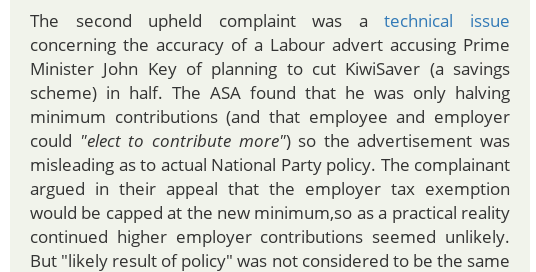 The second upheld complaint was a technical issue
concerning the accuracy of a Labour advert accusing Prime
Minister John Key of planning to cut KiwiSaver (a savings
scheme) in half. The ASA found that he was only halving
minimum contributions (and that employee and employer
could "elect to contribute more") so the advertisement was
misleading as to actual National Party policy. The complainant
argued in their appeal that the employer tax exemption
would be capped at the new minimum,so as a practical reality
continued higher employer contributions seemed unlikely.
But "likely result of policy" was not considered to be the same